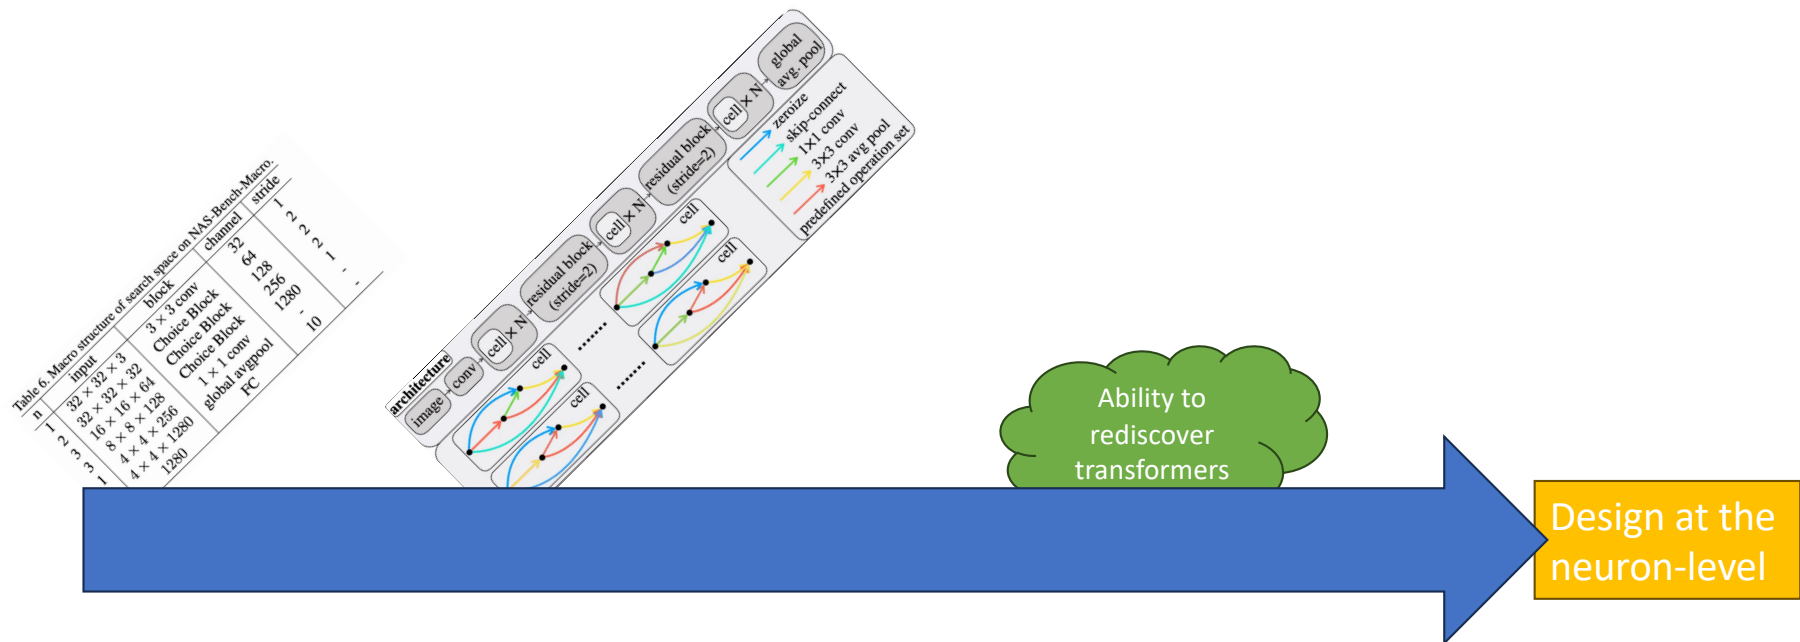 Table 6. Macro structure of search space on NAS-Bench-Macro.
n input block channel stride
1 32 × 32 × 3 3 × 3 conv 32 1
2 32 × 32 × 32 Choice Block 64 2
3 16 × 16 × 64 Choice Block 128 2
3 8 × 8 × 128 Choice Block 256 2
1 4 × 4 × 256 1 × 1 conv 1280 1
4 × 4 × 1280 global avgpool - -
1280 FC 10 -
architecture
image
conv
cell × N
residual block
(stride=2)
cell × N
residual block
(stride=2)
cell × N
global
avg. pool
cell
cell
cell
cell
zeroize
skip-connect
1×1 conv
3×3 conv
3×3 avg pool
predefined operation set
Ability to
rediscover
transformers
Design at the
neuron-level